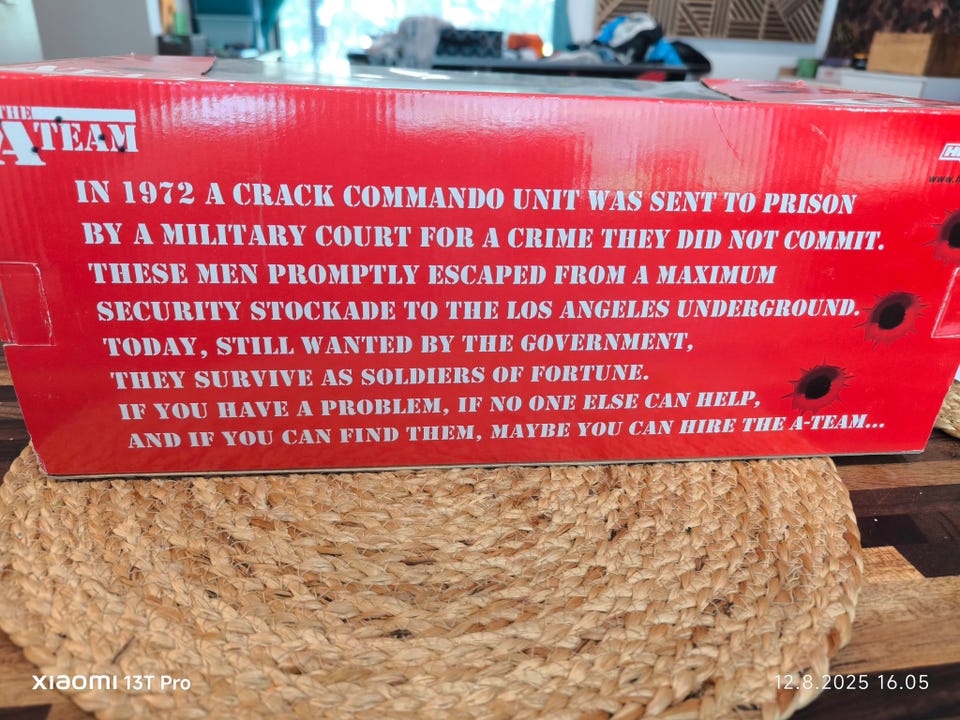 THE
A TEAM
IN 1972 A CRACK COMMANDO UNIT WAS SENT TO PRISON
BY A MILITARY COURT FOR A CRIME THEY DID NOT COMMIT.
THESE MEN PROMPTLY ESCAPED FROM A MAXIMUM
SECURITY STOCKADE TO THE LOS ANGELES UNDERGROUND.
TODAY, STILL WANTED BY THE GOVERNMENT,
THEY SURVIVE AS SOLDIERS OF FORTUNE.
IF YOU HAVE A PROBLEM, IF NO ONE ELSE CAN HELP,
AND IF YOU CAN FIND THEM, MAYBE YOU CAN HIRE THE A-TEAM...
XIAOMI 13T Pro
12.8.2025 16.05